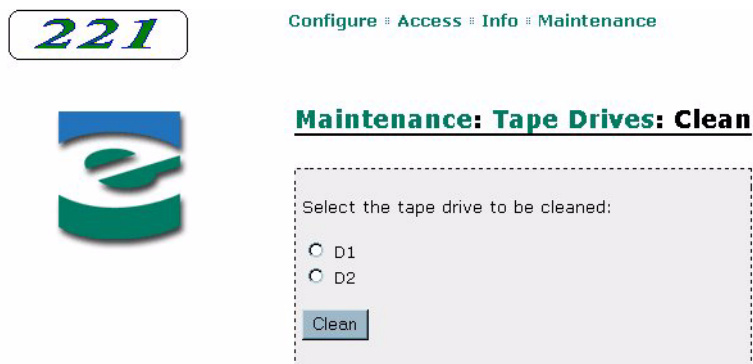 221
Configure ▫ Access ▫ Info ▫ Maintenance
Maintenance: Tape Drives: Clean
Select the tape drive to be cleaned:
D1
D2
Clean